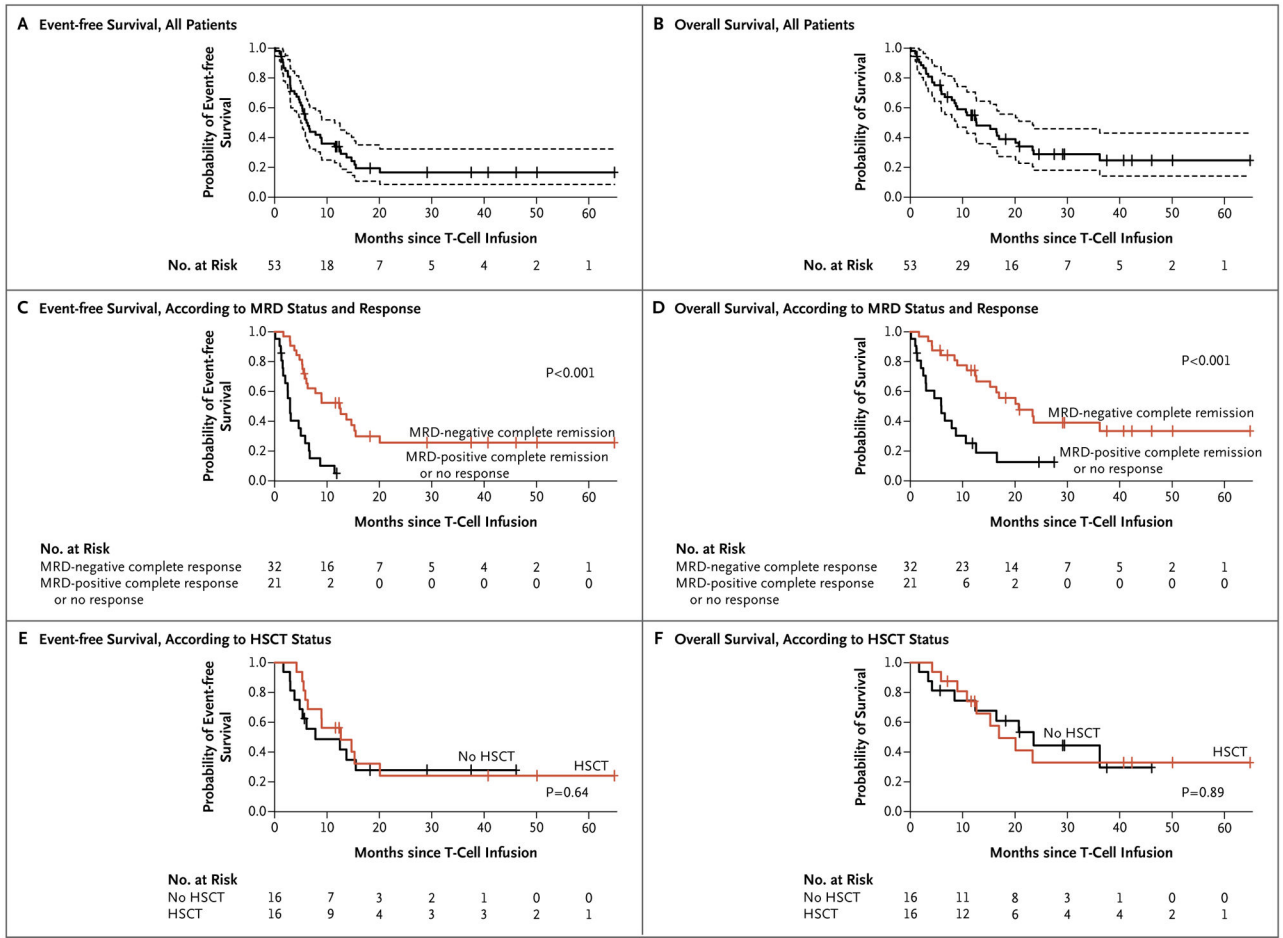 A Event-free Survival, All Patients
Probability of Event-free
Survival
1.0
0.8
0.6
0.4
0.2
0.0
0 10 20 30 40 50 60
Months since T-Cell Infusion
No. at Risk 53 18 7 5 4 2 1
B Overall Survival, All Patients
Probability of Survival
1.0
0.8
0.6
0.4
0.2
0.0
0 10 20 30 40 50 60
Months since T-Cell Infusion
No. at Risk 53 29 16 7 5 2 1
C Event-free Survival, According to MRD Status and Response
Probability of Event-free
Survival
1.0
0.8
0.6
0.4
0.2
0.0
P<0.001
MRD-negative complete remission
MRD-positive complete remission
or no response
0 10 20 30 40 50 60
Months since T-Cell Infusion
No. at Risk
MRD-negative complete response 32 16 7 5 4 2 1
MRD-positive complete response 21 2 0 0 0 0 0
or no response
D Overall Survival, According to MRD Status and Response
Probability of Survival
1.0
0.8
0.6
0.4
0.2
0.0
P<0.001
MRD-negative complete remission
MRD-positive complete remission
or no response
0 10 20 30 40 50 60
Months since T-Cell Infusion
No. at Risk
MRD-negative complete response 32 23 14 7 5 2 1
MRD-positive complete response 21 6 2 0 0 0 0
or no response
E Event-free Survival, According to HSCT Status
Probability of Event-free
Survival
1.0
0.8
0.6
0.4
0.2
0.0
No HSCT
HSCT
P=0.64
0 10 20 30 40 50 60
Months since T-Cell Infusion
No. at Risk
No HSCT 16 7 3 2 1 0 0
HSCT 16 9 4 3 3 2 1
F Overall Survival, According to HSCT Status
Probability of Survival
1.0
0.8
0.6
0.4
0.2
0.0
No HSCT
HSCT
P=0.89
0 10 20 30 40 50 60
Months since T-Cell Infusion
No. at Risk
No HSCT 16 11 8 3 1 0 0
HSCT 16 12 6 4 4 2 1